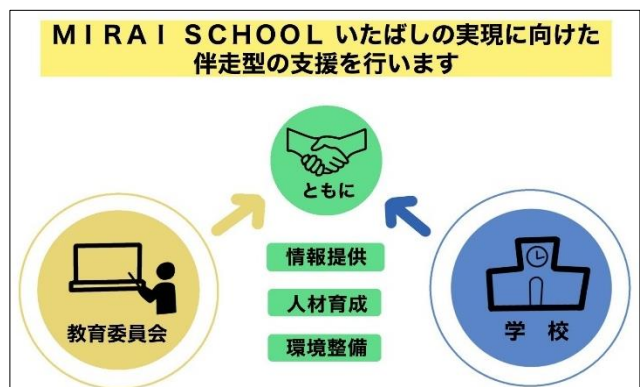 MIRAI SCHOOL いたばしの実現に向けた
伴走型の支援を行います
ともに
教育委員会
情報提供
人材育成
環境整備
学 校